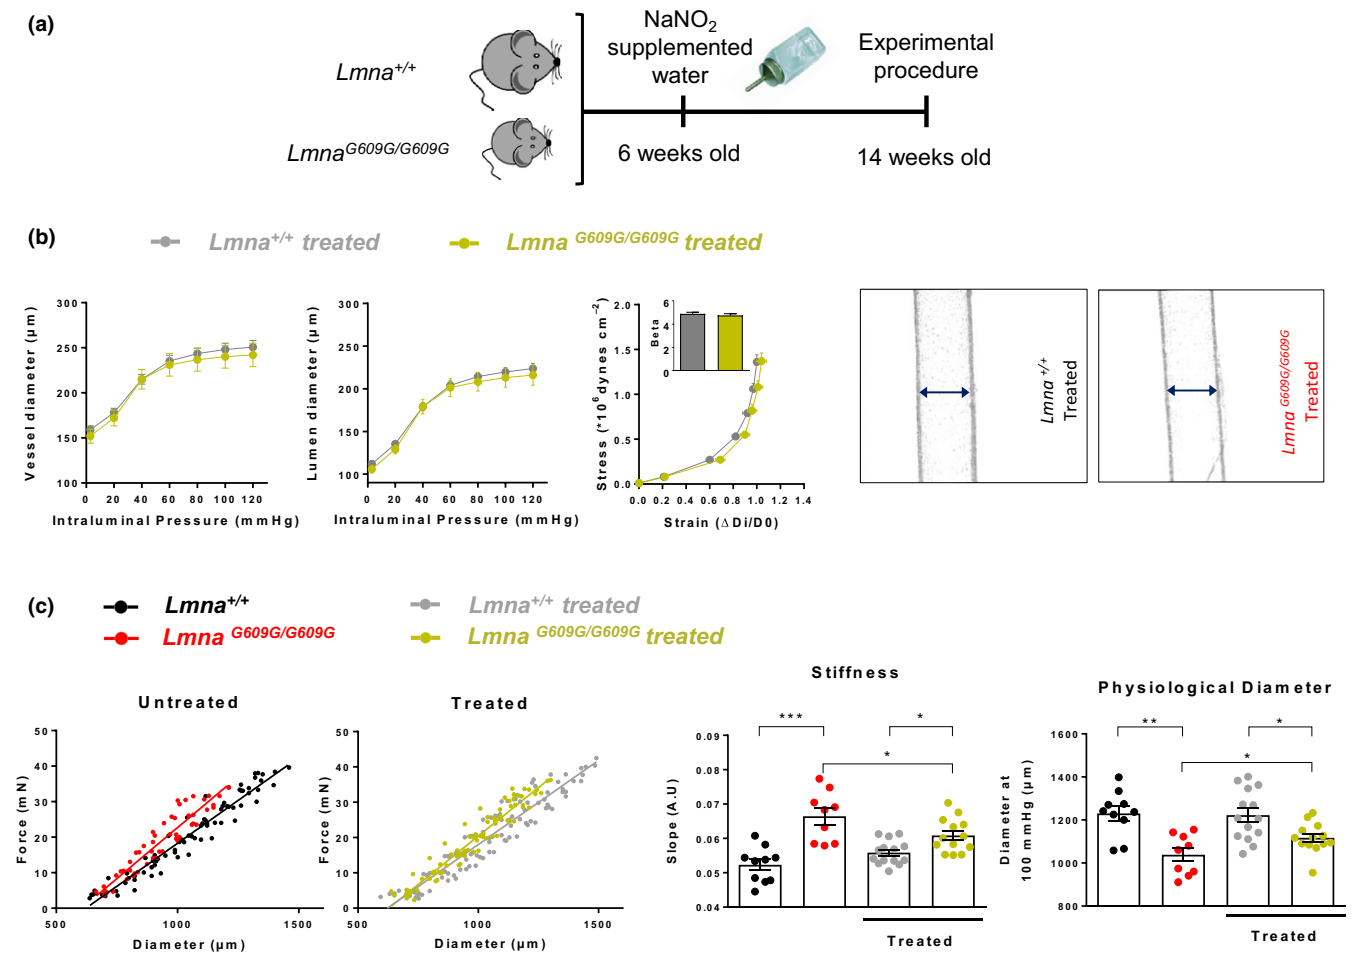 (a)
Lmna+/+
LmnaG609G/G609G
NaNO2
supplemented
water
6 weeks old
Experimental
procedure
14 weeks old
(b)
Lmna+/+ treated
Lmna G609G/G609G treated
Vessel diameter (µm)
300
250
200
150
100
0 20 40 60 80 100 120
Intraluminal Pressure (mmHg)
Lumen diameter (µm)
300
250
200
150
100
0 20 40 60 80 100 120
Intraluminal Pressure (mmHg)
Stress (*10^6 dynes cm−2)
2.0
1.5
1.0
0.5
0
0.0 0.2 0.4 0.6 0.8 1.0 1.2 1.4
Strain (ΔDi/D0)
Beta
6
4
2
0
Lmna +/+
Treated
Lmna G609G/G609G
Treated
(c)
Lmna+/+
Lmna G609G/G609G
Lmna+/+ treated
Lmna G609G/G609G treated
Untreated
Force (mN)
50
40
30
20
10
0
500 1000 1500
Diameter (µm)
Treated
Force (mN)
50
40
30
20
10
0
500 1000 1500
Diameter (µm)
Stiffness
Slope (A.U)
0.09
0.08
0.07
0.06
0.05
0.04
***
*
*
Treated
Physiological Diameter
Diameter at
100 mmHg (µm)
1600
1400
1200
1000
800
**
*
*
Treated